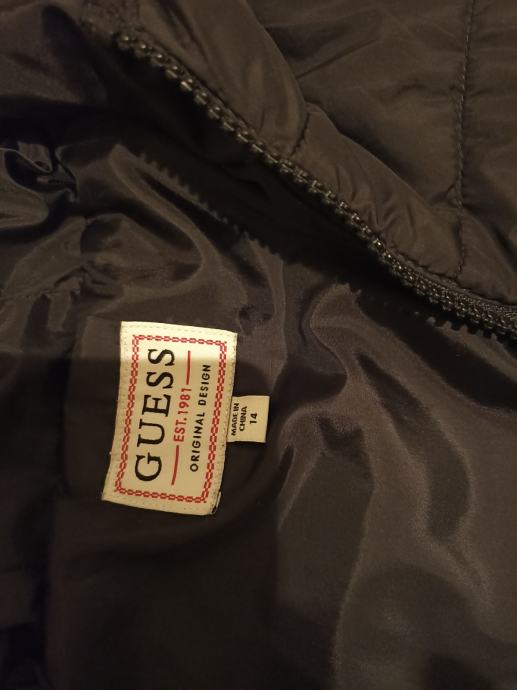 GUESS
EST. 1981
ORIGINAL DESIGN
MADE IN
CHINA
14